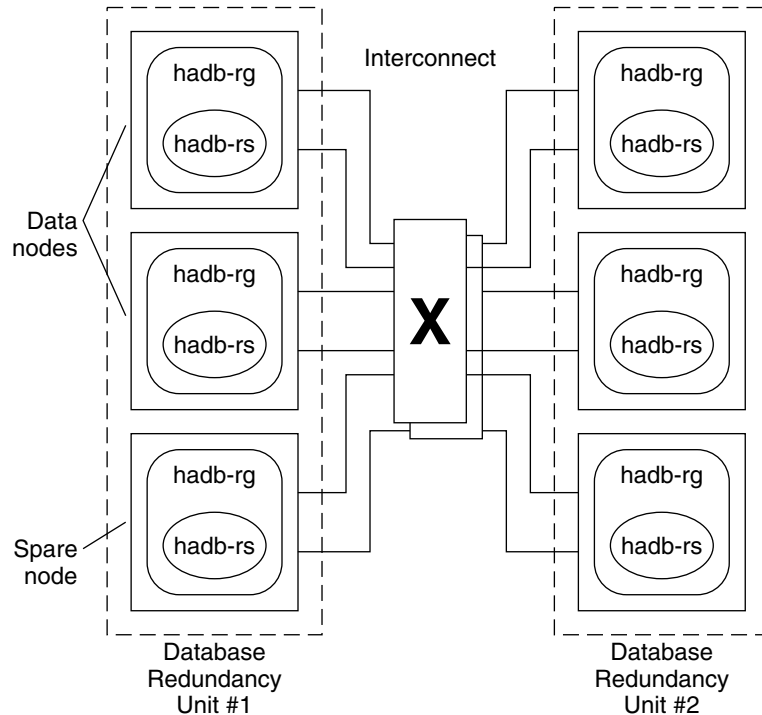 Interconnect
hadb-rg
hadb-rs
hadb-rg
hadb-rs
Data
nodes
hadb-rg
hadb-rs
X
hadb-rg
hadb-rs
hadb-rg
hadb-rs
Spare
node
hadb-rg
hadb-rs
Database
Redundancy
Unit #1
Database
Redundancy
Unit #2